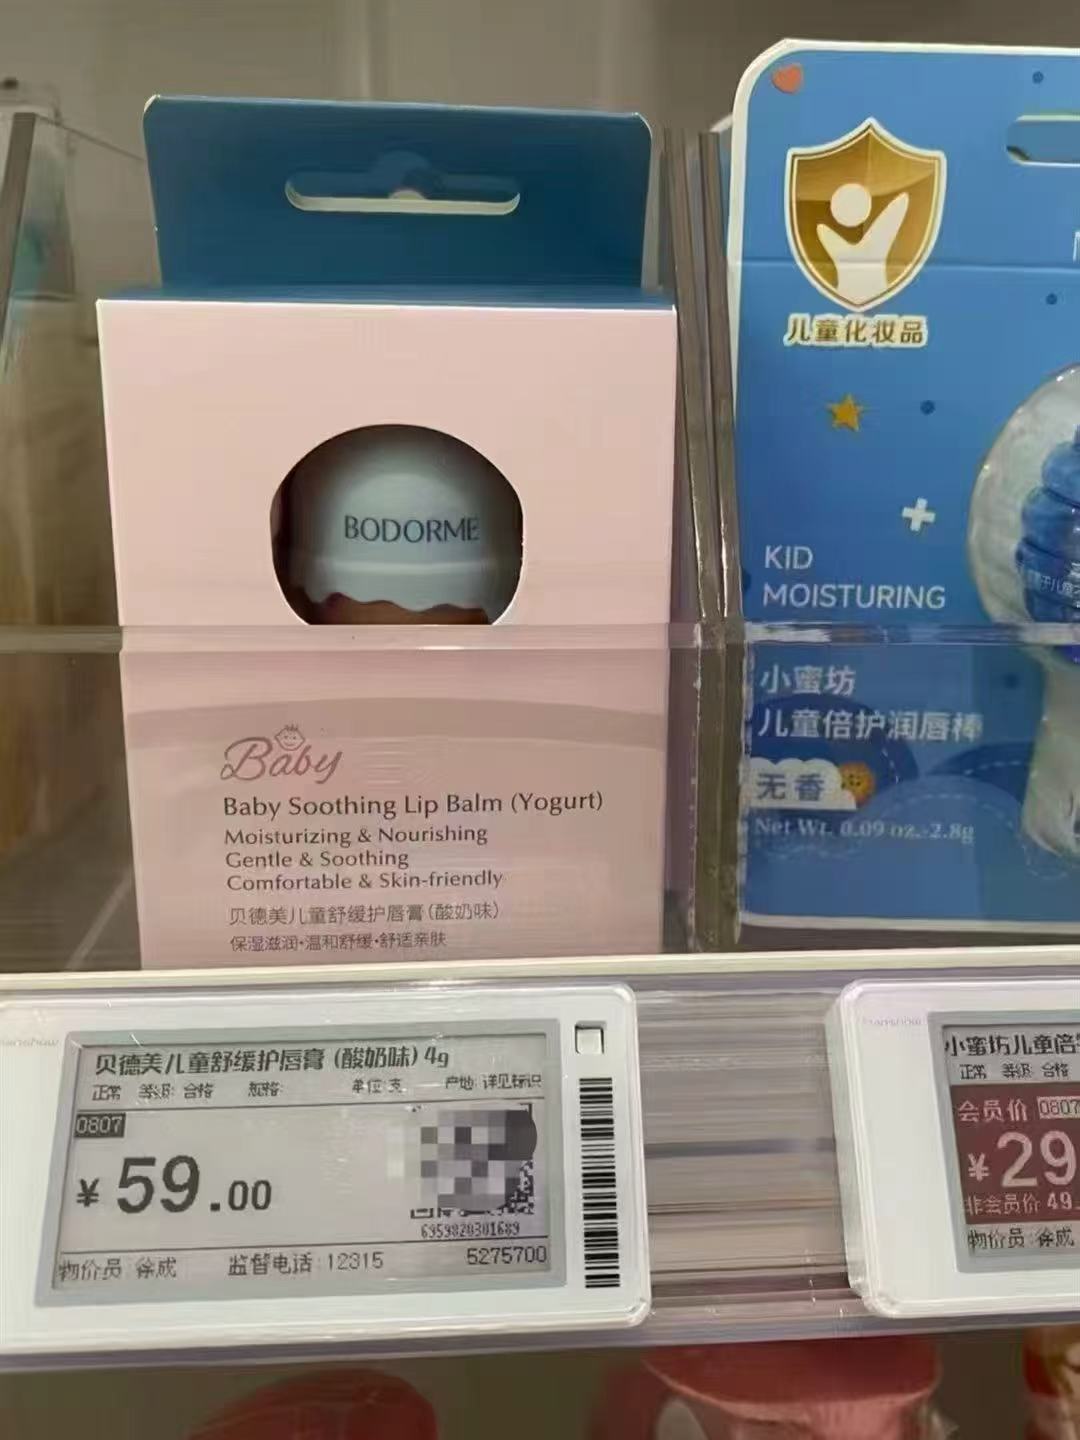 儿童化妆品
BODORME
KID
MOISTURING
小蜜坊
儿童倍护润唇棒
无香
Net Wt. 0.09 oz.-2.8g
Baby
Baby Soothing Lip Balm (Yogurt)
Moisturizing & Nourishing
Gentle & Soothing
Comfortable & Skin-friendly
贝德美儿童舒缓护唇膏(酸奶味)
保湿滋润•温和舒缓•舒适亲肤
贝德美儿童舒缓护唇膏(酸奶味)4g
正常 等级: 合格 规格: 单位:支 产地: 详见标识
0807
¥ 59.00
6959820301689
物价员 徐成 监督电话:12315 5275700
小蜜坊儿童倍
正常 等级: 合格
会员价 0807
¥ 29
非会员价 49.
物价员 徐成